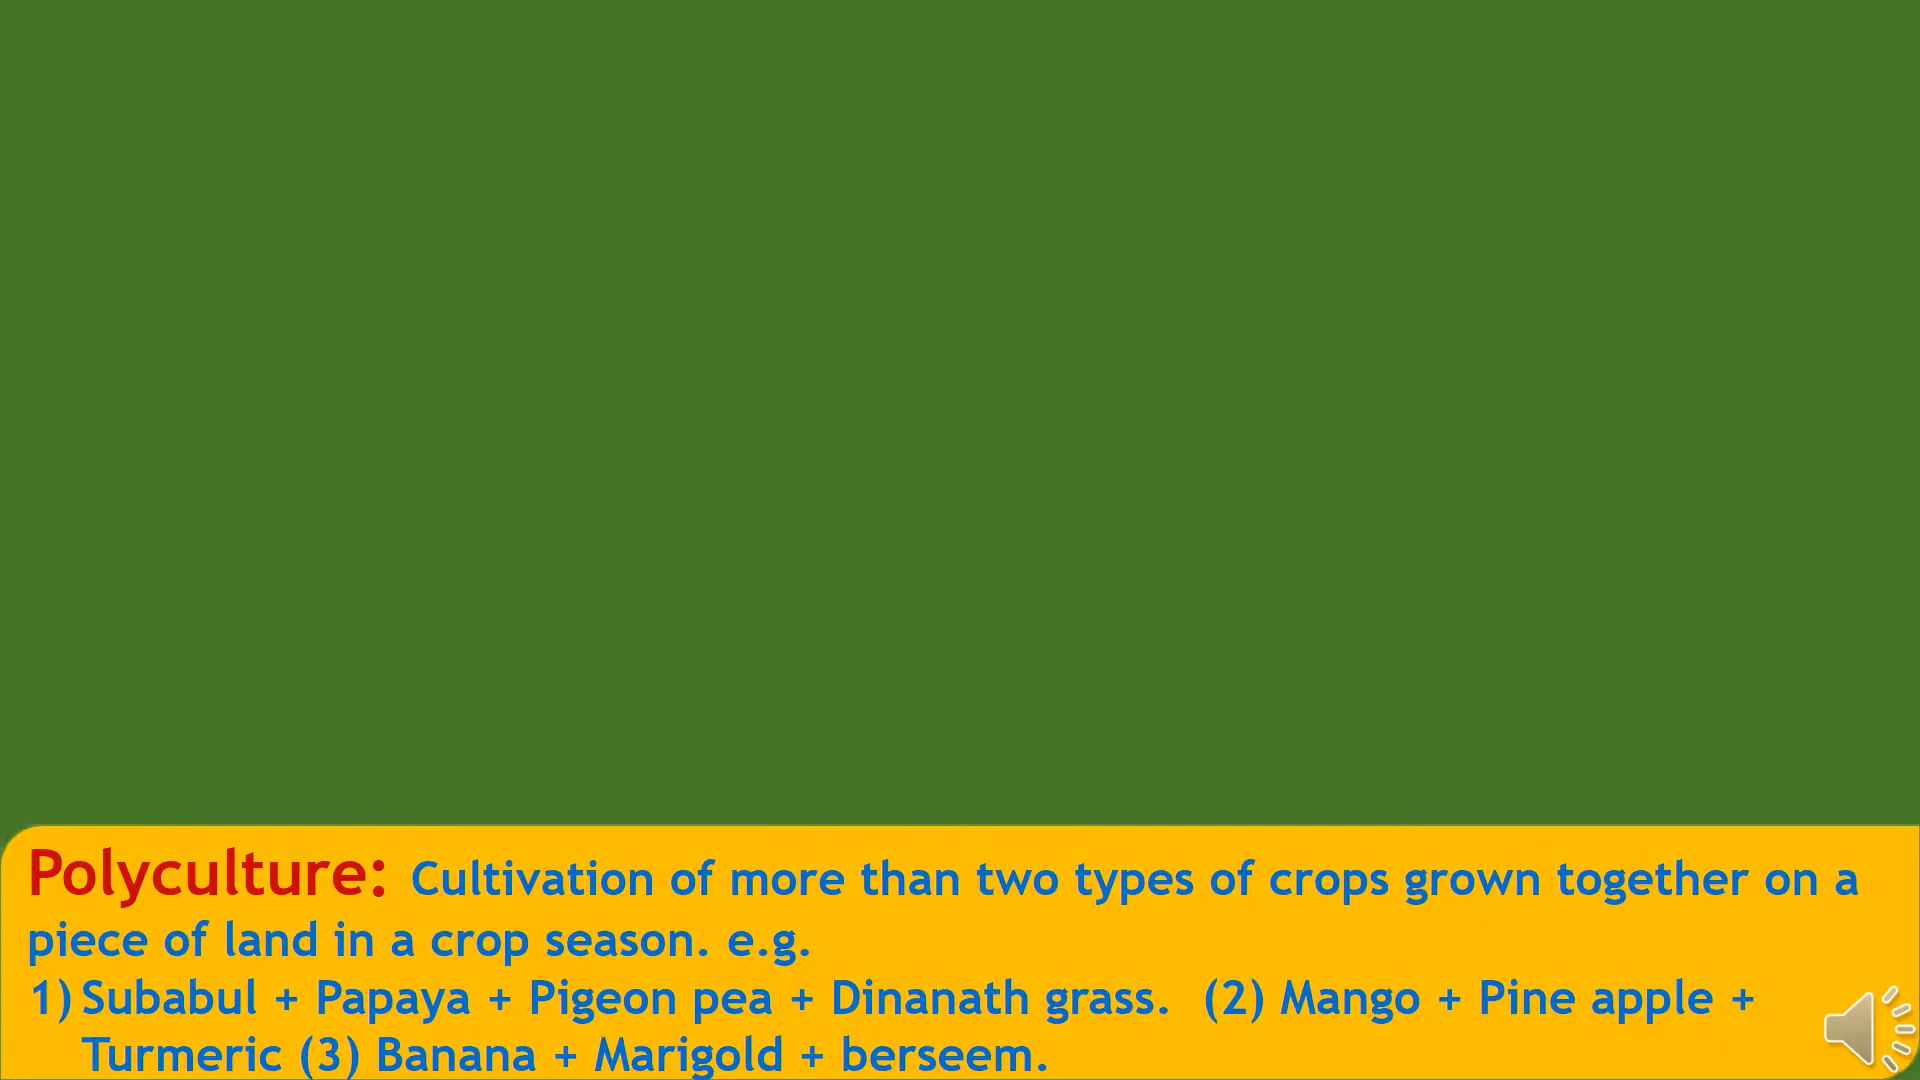 Polyculture: Cultivation of more than two types of crops grown together on a
piece of land in a crop season. e.g.
1) Subabul + Papaya + Pigeon pea + Dinanath grass. (2) Mango + Pine apple +
Turmeric (3) Banana + Marigold + berseem.